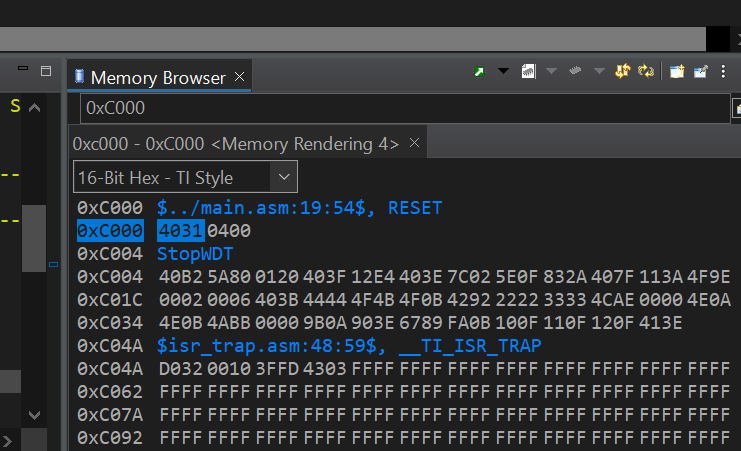 Memory Browser
S
0xC000
0xc000 - 0xC000 <Memory Rendering 4>
16-Bit Hex - TI Style
0xC000 $../main.asm:19:54$, RESET
0xC000 4031 0400
0xC004 StopWDT
0xC004 40B2 5A80 0120 403F 12E4 403E 7C02 5E0F 832A 407F 113A 4F9E
0xC01C 0002 0006 403B 4444 4F4B 4F0B 4292 2222 3333 4CAE 0000 4E0A
0xC034 4E0B 4ABB 0000 9B0A 903E 6789 FA0B 100F 110F 120F 413E
0xC04A $isr_trap.asm:48:59$, __TI_ISR_TRAP
0xC04A D032 0010 3FFD 4303 FFFF FFFF FFFF FFFF FFFF FFFF FFFF FFFF
0xC062 FFFF FFFF FFFF FFFF FFFF FFFF FFFF FFFF FFFF FFFF FFFF FFFF
0xC07A FFFF FFFF FFFF FFFF FFFF FFFF FFFF FFFF FFFF FFFF FFFF FFFF
0xC092 FFFF FFFF FFFF FFFF FFFF FFFF FFFF FFFF FFFF FFFF FFFF FFFF